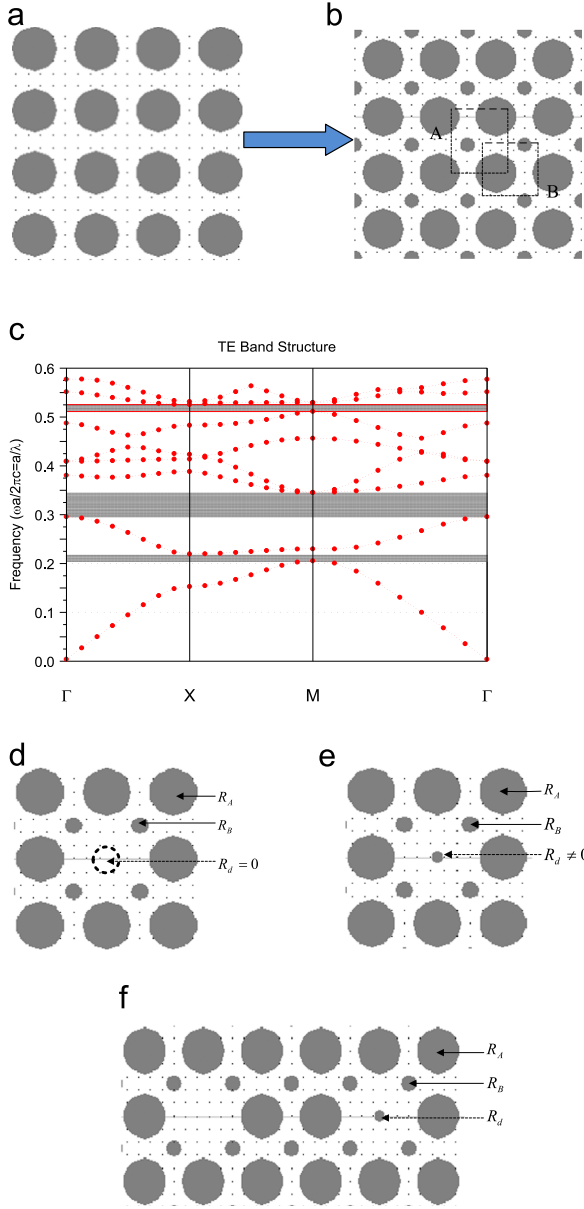 a
b
A
B
c
TE Band Structure
Frequency (ωa/2πc=a/λ)
0.6
0.5
0.4
0.3
0.2
0.1
0.0
Γ X M Γ
d
R_A
R_B
R_d = 0
e
R_A
R_B
R_d ≠ 0
f
R_A
R_B
R_d